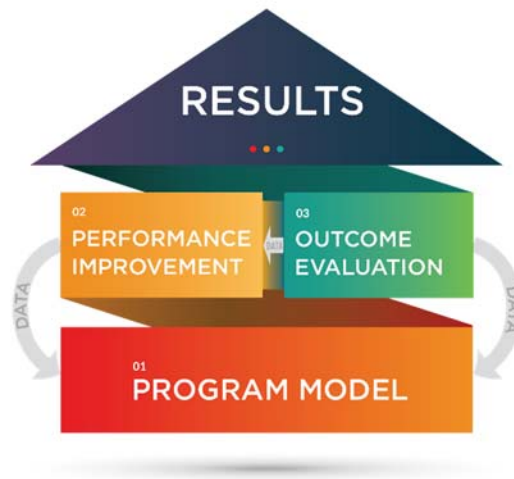 RESULTS
02
PERFORMANCE
IMPROVEMENT
DATA
03
OUTCOME
EVALUATION
DATA
DATA
01
PROGRAM MODEL